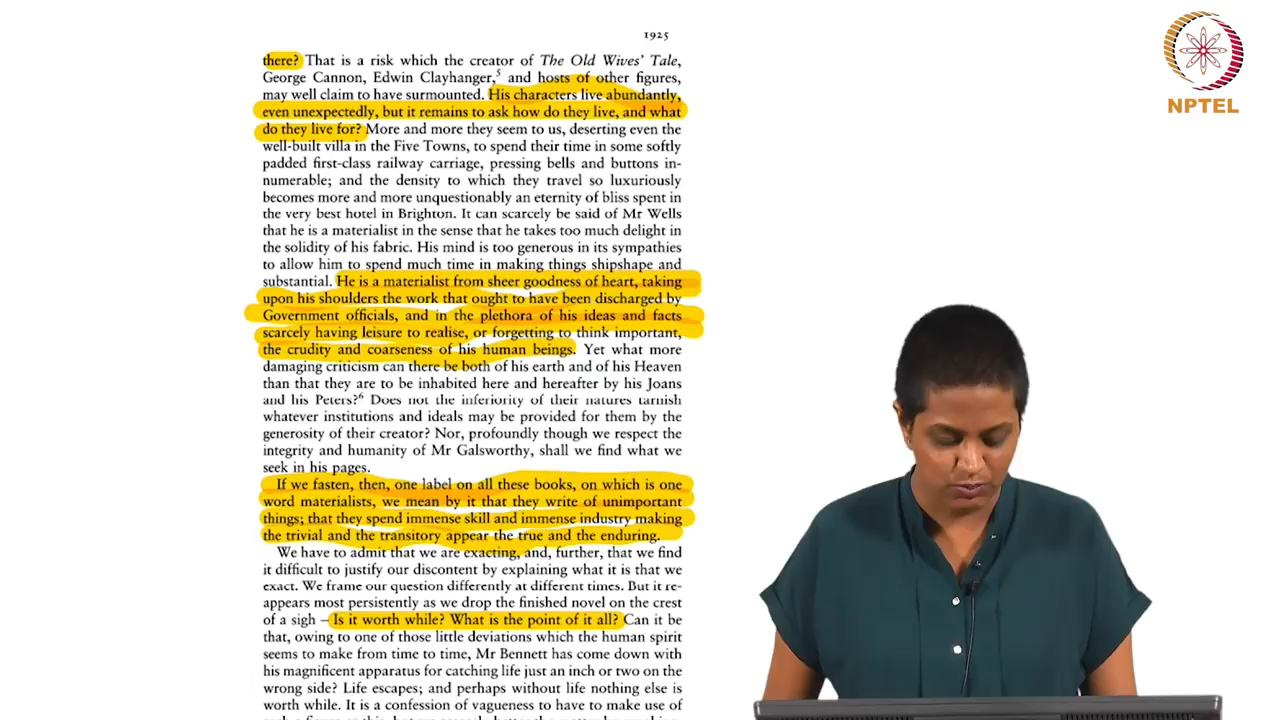 1925
there? That is a risk which the creator of The Old Wives' Tale,
George Cannon, Edwin Clayhanger,5 and hosts of other figures,
may well claim to have surmounted. His characters live abundantly,
even unexpectedly, but it remains to ask how do they live, and what
do they live for? More and more they seem to us, deserting even the
well-built villa in the Five Towns, to spend their time in some softly
padded first-class railway carriage, pressing bells and buttons in-
numerable; and the density to which they travel so luxuriously
becomes more and more unquestionably an eternity of bliss spent in
the very best hotel in Brighton. It can scarcely be said of Mr Wells
that he is a materialist in the sense that he takes too much delight in
the solidity of his fabric. His mind is too generous in its sympathies
to allow him to spend much time in making things shipshape and
substantial. He is a materialist from sheer goodness of heart, taking
upon his shoulders the work that ought to have been discharged by
Government officials, and in the plethora of his ideas and facts
scarcely having leisure to realise, or forgetting to think important,
the crudity and coarseness of his human beings. Yet what more
damaging criticism can there be both of his earth and of his Heaven
than that they are to be inhabited here and hereafter by his Joans
and his Peters?6 Does not the inferiority of their natures tarnish
whatever institutions and ideals may be provided for them by the
generosity of their creator? Nor, profoundly though we respect the
integrity and humanity of Mr Galsworthy, shall we find what we
seek in his pages.
If we fasten, then, one label on all these books, on which is one
word materialists, we mean by it that they write of unimportant
things; that they spend immense skill and immense industry making
the trivial and the transitory appear the true and the enduring.
We have to admit that we are exacting, and, further, that we find
it difficult to justify our discontent by explaining what it is that we
exact. We frame our question differently at different times. But it re-
appears most persistently as we drop the finished novel on the crest
of a sigh – Is it worth while? What is the point of it all? Can it be
that, owing to one of those little deviations which the human spirit
seems to make from time to time, Mr Bennett has come down with
his magnificent apparatus for catching life just an inch or two on the
wrong side? Life escapes; and perhaps without life nothing else is
worth while. It is a confession of vagueness to have to make use of
NPTEL